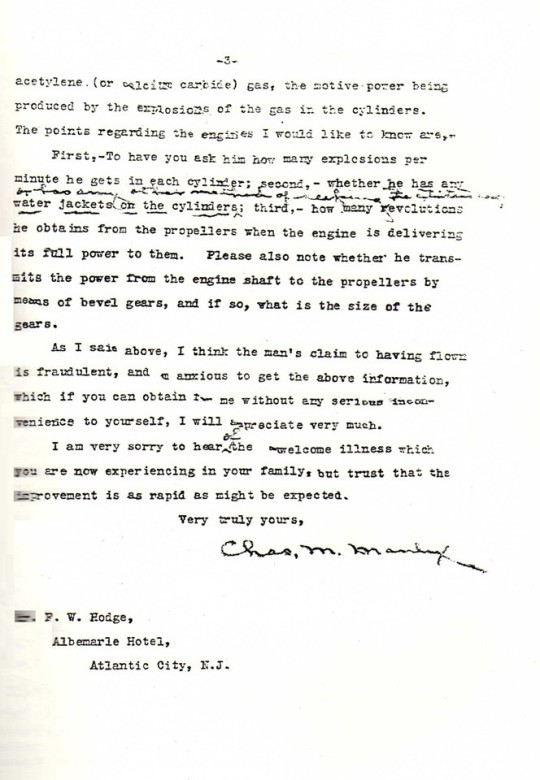 -3-
acetylene.(or calcium carbide) gas, the motive power being
produced by the explosions of the gas in the cylinders.
The points regarding the engines I would like to know are,-
First,-To have you ask him how many explosions per
minute he gets in each cylinder; second,- whether he has any
or has any other method of keeping the
water jackets on the cylinders; third,- how many revolutions
he obtains from the propellers when the engine is delivering
its full power to them. Please also note whether he trans-
mits the power from the engine shaft to the propellers by
means of bevel gears, and if so, what is the size of the
gears.
As I said above, I think the man's claim to having flown
is fraudulent, and anxious to get the above information,
which if you can obtain me without any serious incon-
venience to yourself, I will appreciate very much.
I am very sorry to hear of the welcome illness which
you are now experiencing in your family, but trust that the
improvement is as rapid as might be expected.
Very truly yours,
Chas. M. Manly
F. W. Hodge,
Albemarle Hotel,
Atlantic City, N.J.